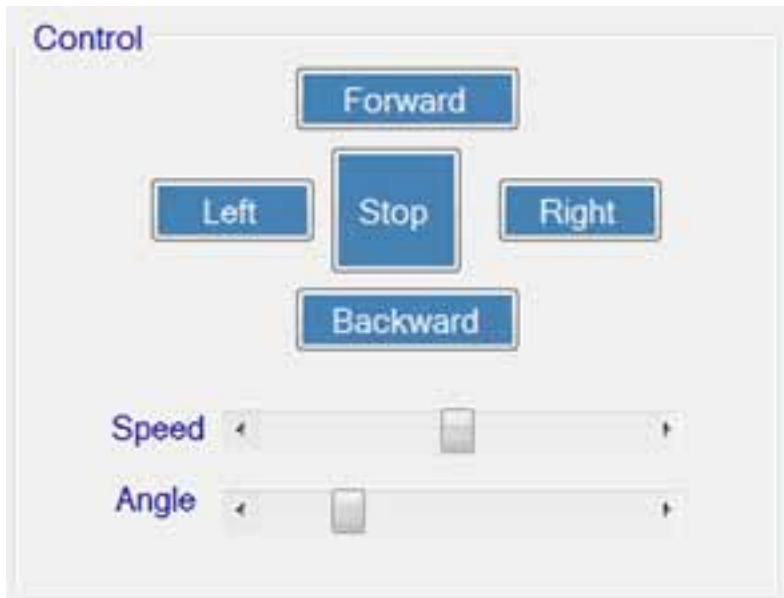 Control
Forward
Left Stop Right
Backward
Speed
Angle